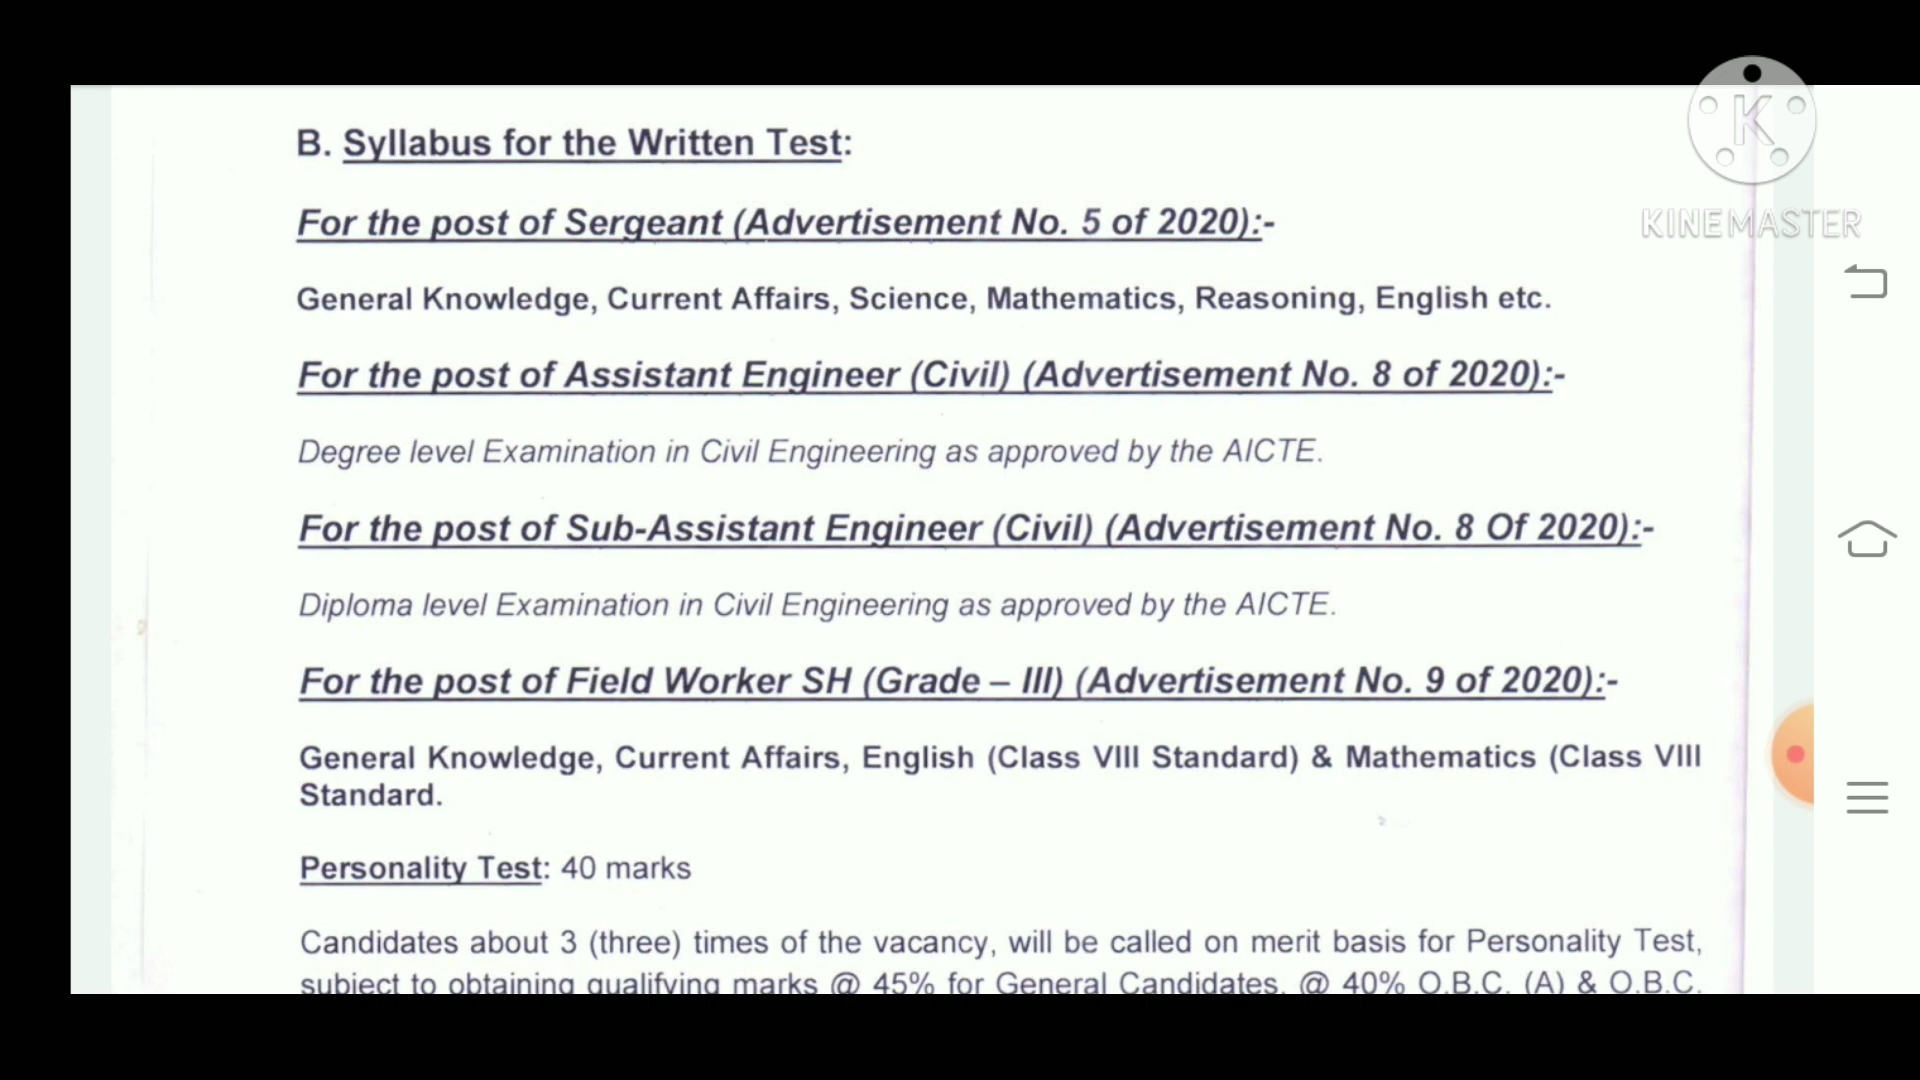 B. Syllabus for the Written Test:
For the post of Sergeant (Advertisement No. 5 of 2020):-
General Knowledge, Current Affairs, Science, Mathematics, Reasoning, English etc.
For the post of Assistant Engineer (Civil) (Advertisement No. 8 of 2020):-
Degree level Examination in Civil Engineering as approved by the AICTE.
For the post of Sub-Assistant Engineer (Civil) (Advertisement No. 8 Of 2020):-
Diploma level Examination in Civil Engineering as approved by the AICTE.
For the post of Field Worker SH (Grade – III) (Advertisement No. 9 of 2020):-
General Knowledge, Current Affairs, English (Class VIII Standard) & Mathematics (Class VIII
Standard.
Personality Test: 40 marks
Candidates about 3 (three) times of the vacancy, will be called on merit basis for Personality Test,
subject to obtaining qualifying marks @ 45% for General Candidates, @ 40% O.B.C. (A) & O.B.C.
K
KINEMASTER